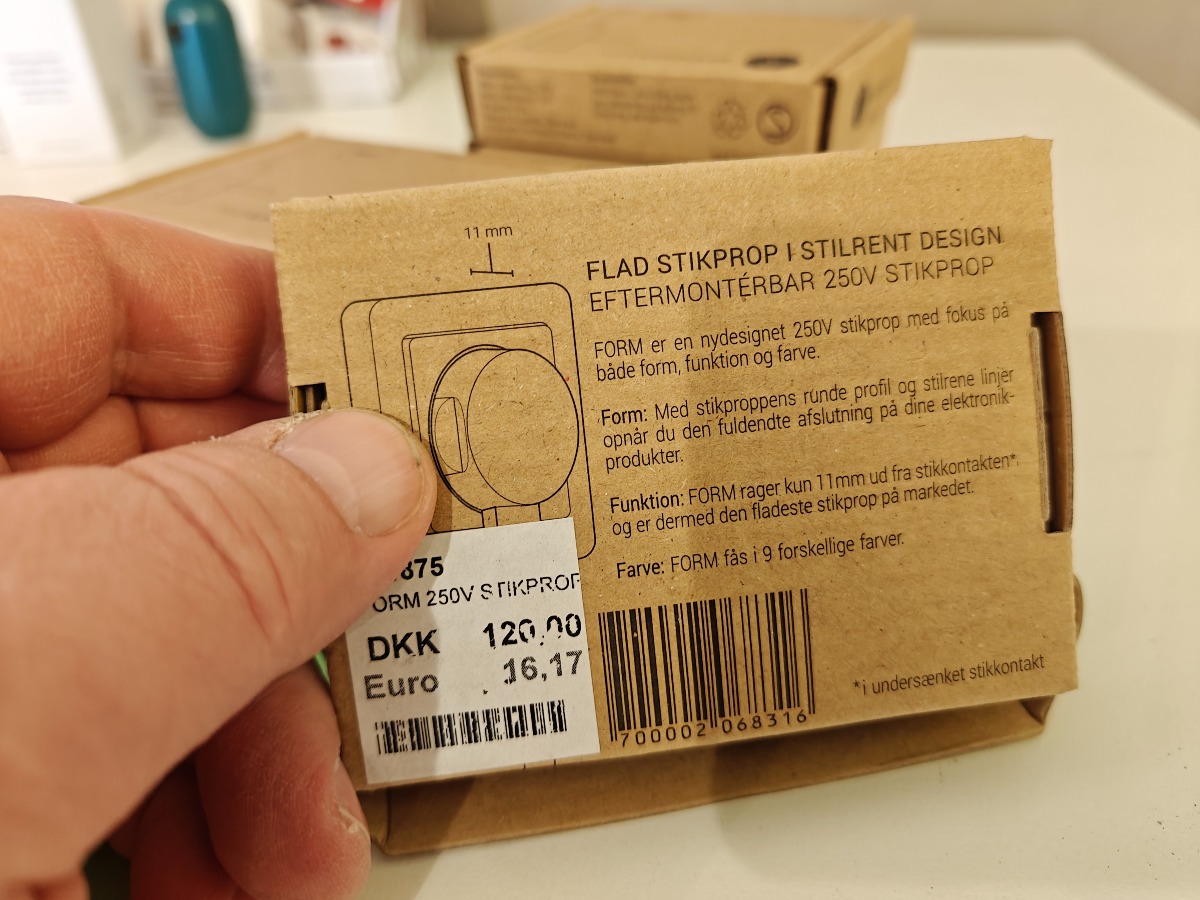 11 mm
FLAD STIKPROP I STILRENT DESIGN
EFTERMONTÉRBAR 250V STIKPROP
FORM er en nydesignet 250V stikprop med fokus på
både form, funktion og farve.
Form: Med stikproppens runde profil og stilrene linjer
opnår du den fuldendte afslutning på dine elektronik-
produkter.
Funktion: FORM rager kun 11mm ud fra stikkontakten*
og er dermed den fladeste stikprop på markedet.
Farve: FORM fås i 9 forskellige farver.
875
ORM 250V STIKPROP
DKK 120,00
Euro 16,17
700002 068316
*i undersænket stikkontakt